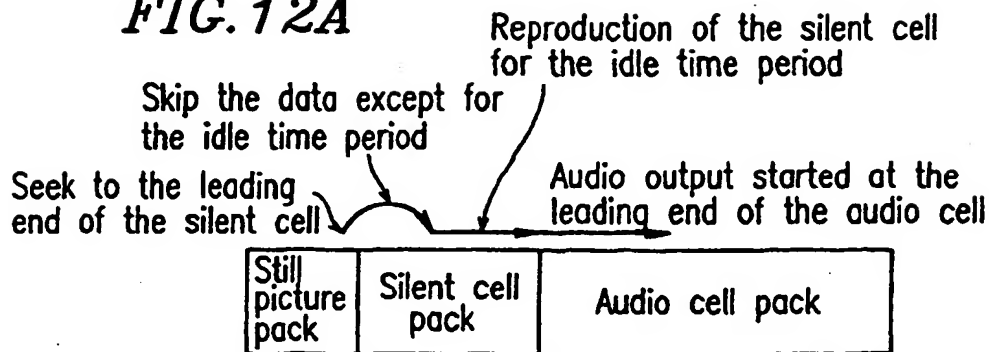 FIG. 12A
Reproduction of the silent cell
for the idle time period
Skip the data except for
the idle time period
Seek to the leading
end of the silent cell
Audio output started at the
leading end of the audio cell
Still
picture
pack
Silent cell
pack
Audio cell pack